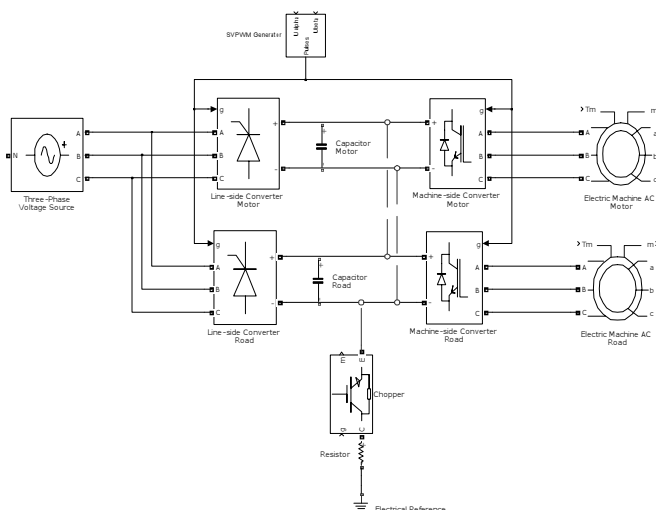 Ualpha
Ubeta
SVPWM Generator
Pulses
g
A
B
C
+
-
Line-side Converter
Motor
N
A
B
C
Three-Phase
Voltage Source
+
Capacitor
Motor
+
-
g
A
B
C
Machine-side Converter
Motor
Tm
m
A
B
C
a
b
c
Electric Machine AC
Motor
g
A
B
C
+
-
Line-side Converter
Road
+
Capacitor
Road
+
-
g
A
B
C
Machine-side Converter
Road
Tm
m
A
B
C
a
b
c
Electric Machine AC
Road
m
E
Chopper
g
C
Resistor
+
Electrical Reference